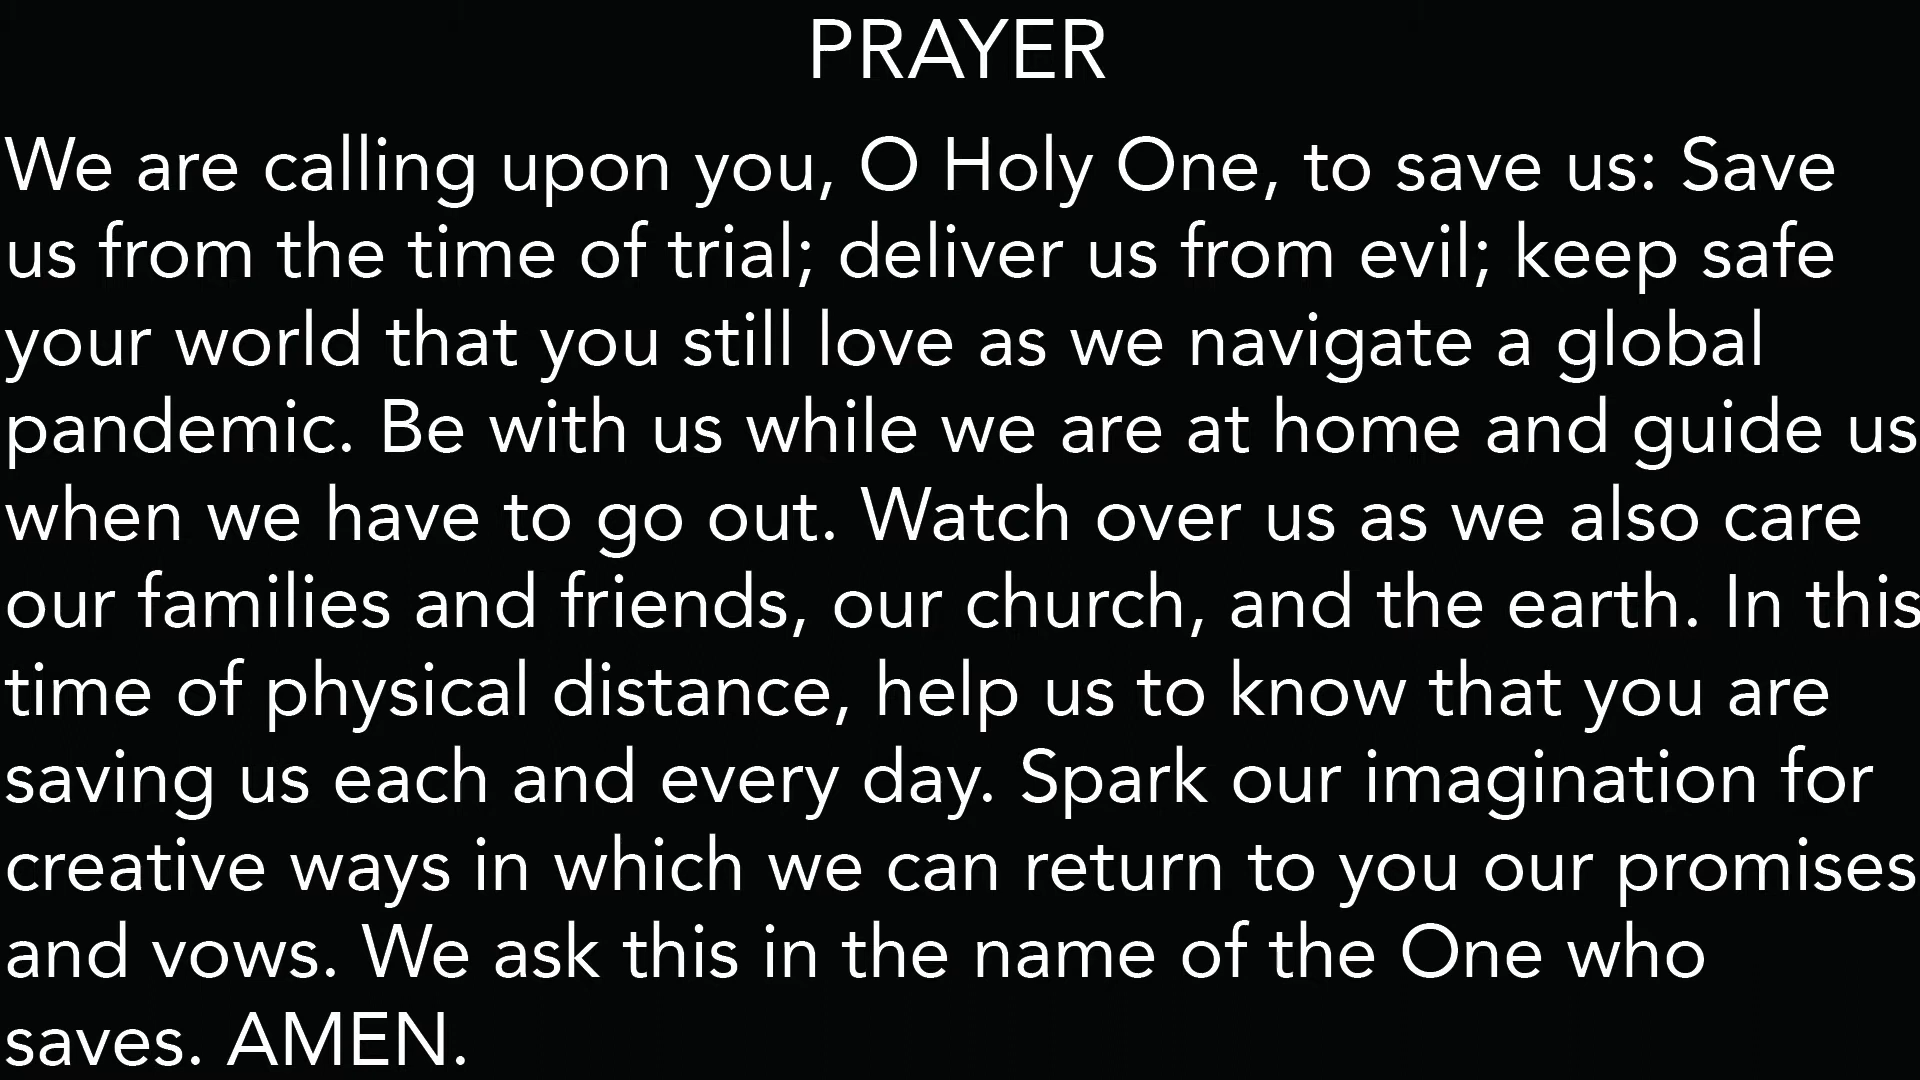 PRAYER
We are calling upon you, O Holy One, to save us: Save
us from the time of trial; deliver us from evil; keep safe
your world that you still love as we navigate a global
pandemic. Be with us while we are at home and guide us
when we have to go out. Watch over us as we also care
our families and friends, our church, and the earth. In this
time of physical distance, help us to know that you are
saving us each and every day. Spark our imagination for
creative ways in which we can return to you our promises
and vows. We ask this in the name of the One who
saves. AMEN.